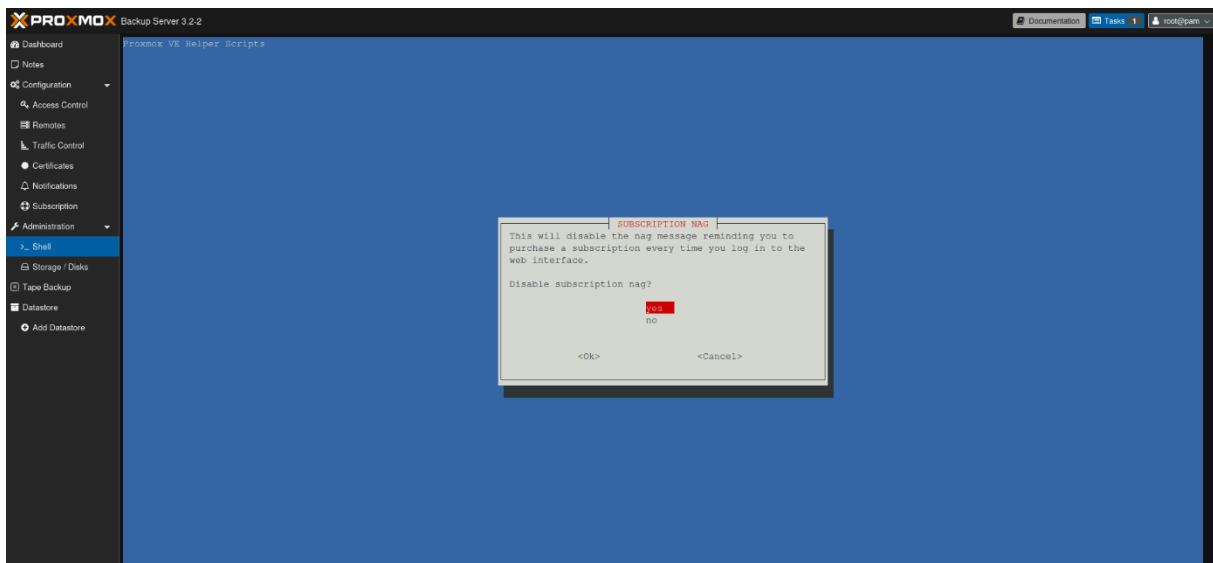 PROXMOX Backup Server 3.2-2
Documentation
Tasks 1
root@pam
Dashboard
Notes
Configuration
Access Control
Remotes
Traffic Control
Certificates
Notifications
Subscription
Administration
>_ Shell
Storage / Disks
Tape Backup
Datastore
Add Datastore
Proxmox VE Helper Scripts
SUBSCRIPTION NAG
This will disable the nag message reminding you to
purchase a subscription every time you log in to the
web interface.
Disable subscription nag?
yes
no
<Ok> <Cancel>